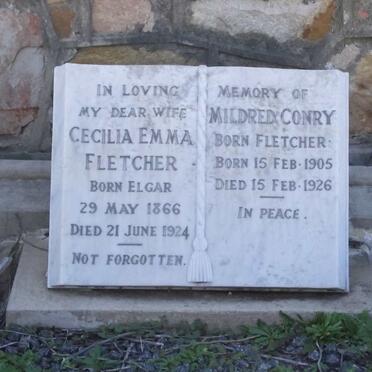 IN LOVING MEMORY OF
MY DEAR WIFE
CECILIA EMMA
FLETCHER
BORN ELGAR
29 MAY 1866
DIED 21 JUNE 1924
NOT FORGOTTEN.
MILDRED CONRY
BORN FLETCHER.
BORN 15 FEB. 1905
DIED 15 FEB. 1926
IN PEACE.